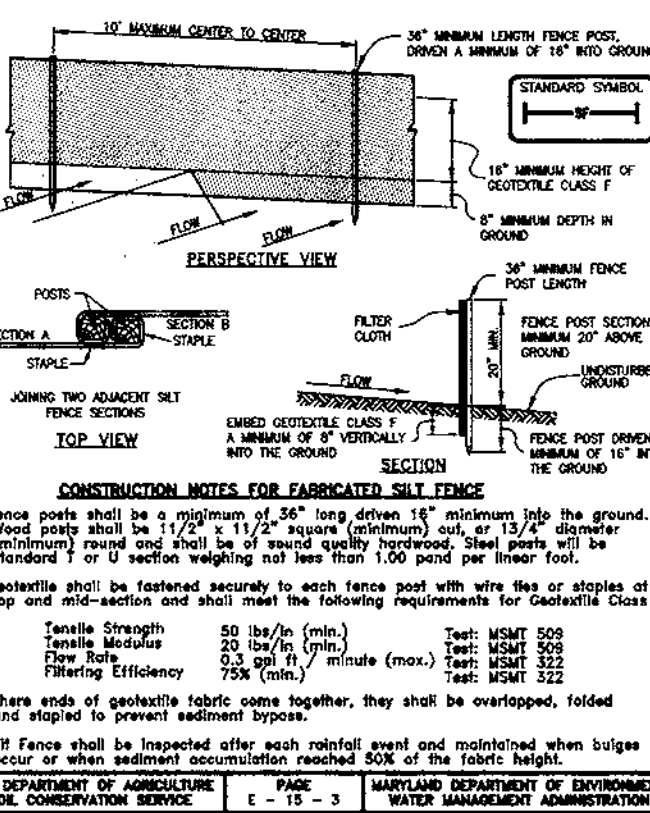 10" MAXIMUM CENTER TO CENTER
36" MINIMUM LENGTH FENCE POST,
DRIVEN A MINIMUM OF 16" INTO GROUN
STANDARD SYMBOL
SF
16" MINIMUM HEIGHT OF
GEOTEXTILE CLASS F
8" MINIMUM DEPTH IN
GROUND
FLOW
FLOW
FLOW
PERSPECTIVE VIEW
POSTS
SECTION B
ECTION A
STAPLE
STAPLE
JOINING TWO ADJACENT SILT
FENCE SECTIONS
TOP VIEW
36" MINIMUM FENCE
POST LENGTH
FILTER
CLOTH
FENCE POST SECTION
MINIMUM 20" ABOVE
GROUND
20" MIN.
UNDISTURBE
GROUND
FLOW
EMBED GEOTEXTILE CLASS F
A MINIMUM OF 8" VERTICALLY
INTO THE GROUND
FENCE POST DRIVEN
MINIMUM OF 16" INT
THE GROUND
SECTION
CONSTRUCTION NOTES FOR FABRICATED SILT FENCE
ence posts shall be a minimum of 36" long driven 16" minimum into the ground.
Wood posts shall be 11/2" x 11/2" square (minimum) cut, or 13/4" diameter
minimum) round and shall be of sound quality hardwood. Steel posts will be
tandard T or U section weighing not less than 1.00 pond per linear foot.
eotextile shall be fastened securely to each fence post with wire ties or staples at
op and mid-section and shall meet the following requirements for Geotextile Class
Tensile Strength 50 lbs/in (min.) Test: MSMT 509
Tensile Modulus 20 lbs/in (min.) Test: MSMT 509
Flow Rate 0.3 gal ft / minute (max.) Test: MSMT 322
Filtering Efficiency 75% (min.) Test: MSMT 322
here ends of geotextile fabric come together, they shall be overlapped, folded
nd stapled to prevent sediment bypass.
ilt Fence shall be inspected after each rainfall event and maintained when bulges
ccur or when sediment accumulation reached 50% of the fabric height.
DEPARTMENT OF AGRICULTURE
OIL CONSERVATION SERVICE
PAGE
E - 15 - 3
MARYLAND DEPARTMENT OF ENVIRONME
WATER MANAGEMENT ADMINISTRATION